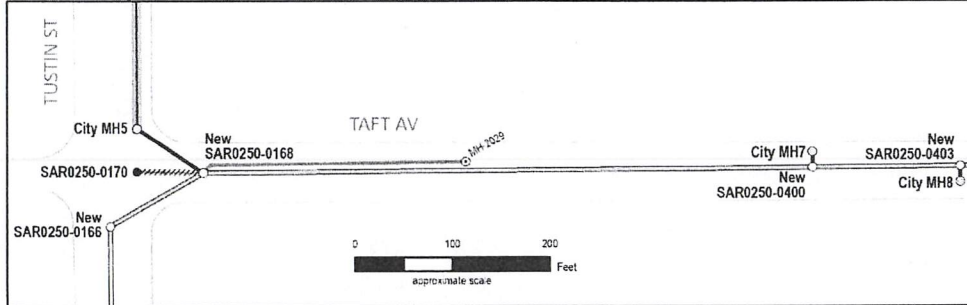 TUSTIN ST
City MH5
New
SAR0250-0168
TAFT AV
MH-2029
City MH7
New
SAR0250-0403
SAR0250-0170
New
SAR0250-0400
City MH8
New
SAR0250-0166
0 100 200
Feet
approximate scale